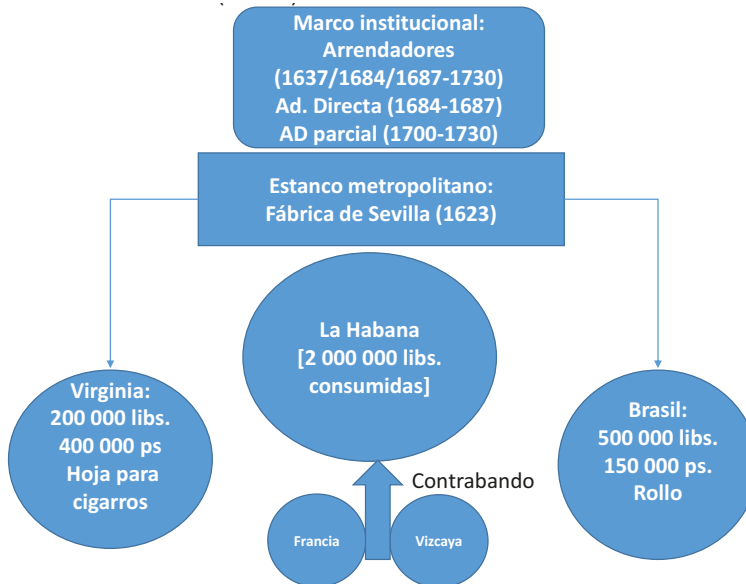 Marco institucional:
Arrendadores
(1637/1684/1687-1730)
Ad. Directa (1684-1687)
AD parcial (1700-1730)
Estanco metropolitano:
Fábrica de Sevilla (1623)
La Habana
[2 000 000 libs.
consumidas]
Virginia:
200 000 libs.
400 000 ps
Hoja para
cigarros
Brasil:
500 000 libs.
150 000 ps.
Rollo
Contrabando
Francia
Vizcaya